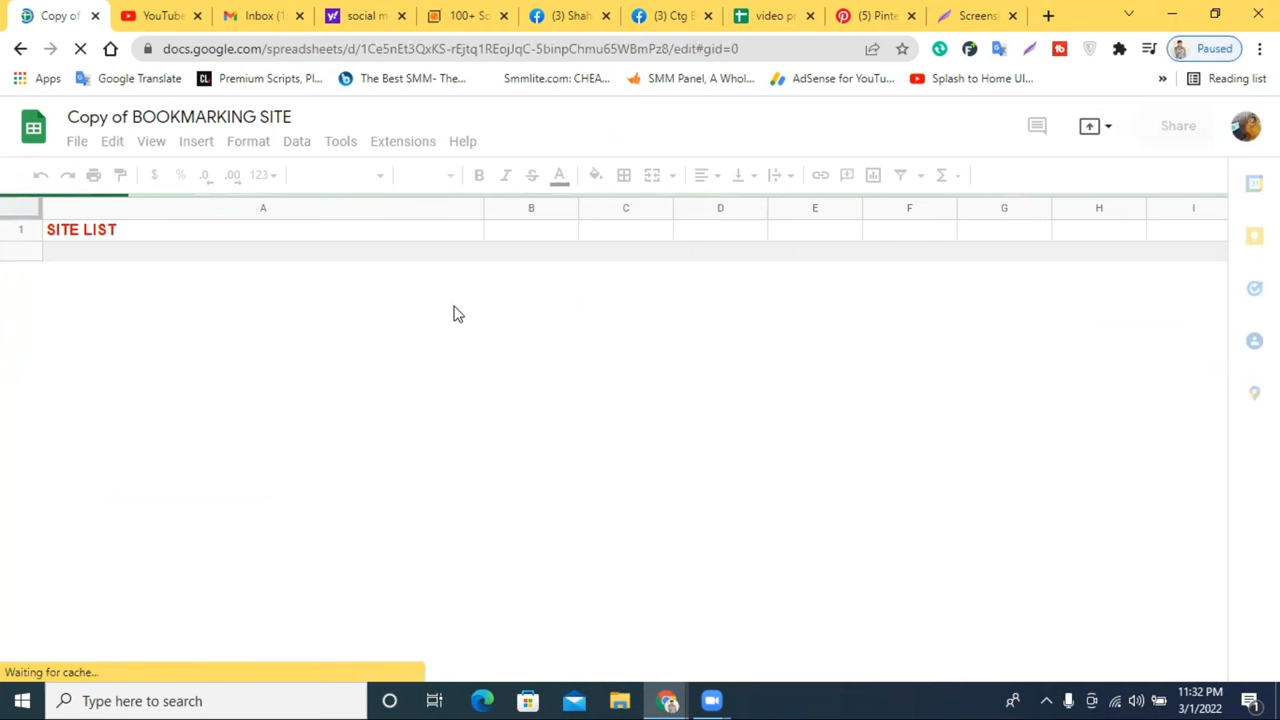 Copy of
YouTube
Inbox (1
social m
100+ So
(3) Shah
(3) Ctg B
video pr
(5) Pinte
Screensh
docs.google.com/spreadsheets/d/1Ce5nEt3QxKS-rEjtq1REojJqC-5binpChmu65WBmPz8/edit#gid=0
Paused
Apps
Google Translate
Premium Scripts, Pl...
The Best SMM- The...
Smmlite.com: CHEA...
SMM Panel, A Whol...
AdSense for YouTu...
Splash to Home UI...
Reading list
Copy of BOOKMARKING SITE
File Edit View Insert Format Data Tools Extensions Help
Share
$ % .0 .00 123
A B C D E F G H I
1 SITE LIST
Waiting for cache...
Type here to search
11:32 PM
3/1/2022